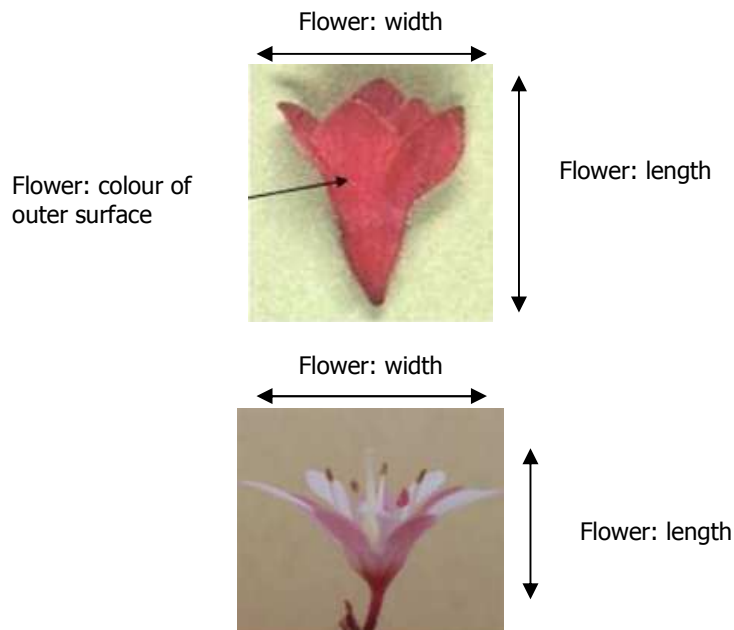 Flower: width
Flower: colour of
outer surface
Flower: length
Flower: width
Flower: length